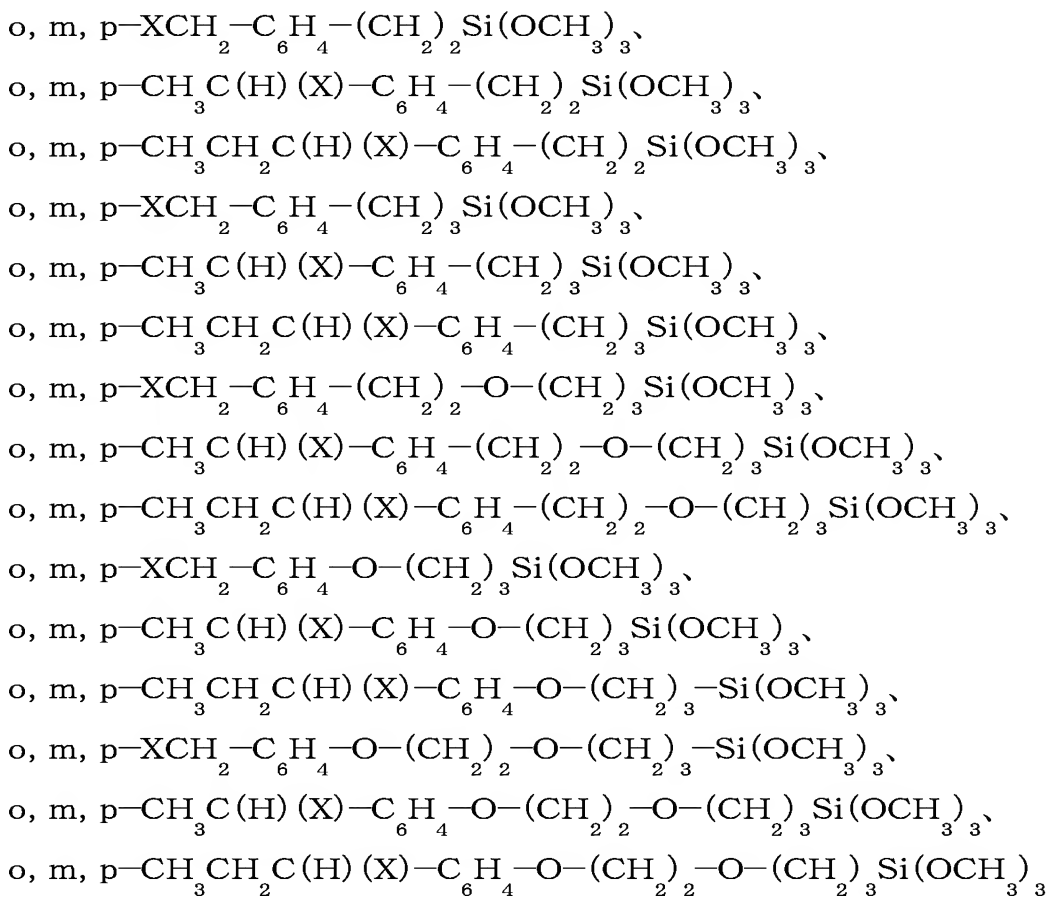 o, m, p−XCH₂−C₆H₄−(CH₂)₂Si(OCH₃)₃、
o, m, p−CH₃C(H)(X)−C₆H₄−(CH₂)₂Si(OCH₃)₃、
o, m, p−CH₃CH₂C(H)(X)−C₆H₄−(CH₂)₂Si(OCH₃)₃、
o, m, p−XCH₂−C₆H₄−(CH₂)₃Si(OCH₃)₃、
o, m, p−CH₃C(H)(X)−C₆H₄−(CH₂)₃Si(OCH₃)₃、
o, m, p−CH₃CH₂C(H)(X)−C₆H₄−(CH₂)₃Si(OCH₃)₃、
o, m, p−XCH₂−C₆H₄−(CH₂)₂−O−(CH₂)₃Si(OCH₃)₃、
o, m, p−CH₃C(H)(X)−C₆H₄−(CH₂)₂−O−(CH₂)₃Si(OCH₃)₃、
o, m, p−CH₃CH₂C(H)(X)−C₆H₄−(CH₂)₂−O−(CH₂)₃Si(OCH₃)₃、
o, m, p−XCH₂−C₆H₄−O−(CH₂)₃Si(OCH₃)₃、
o, m, p−CH₃C(H)(X)−C₆H₄−O−(CH₂)₃Si(OCH₃)₃、
o, m, p−CH₃CH₂C(H)(X)−C₆H₄−O−(CH₂)₃−Si(OCH₃)₃、
o, m, p−XCH₂−C₆H₄−O−(CH₂)₂−O−(CH₂)₃−Si(OCH₃)₃、
o, m, p−CH₃C(H)(X)−C₆H₄−O−(CH₂)₂−O−(CH₂)₃Si(OCH₃)₃、
o, m, p−CH₃CH₂C(H)(X)−C₆H₄−O−(CH₂)₂−O−(CH₂)₃Si(OCH₃)₃